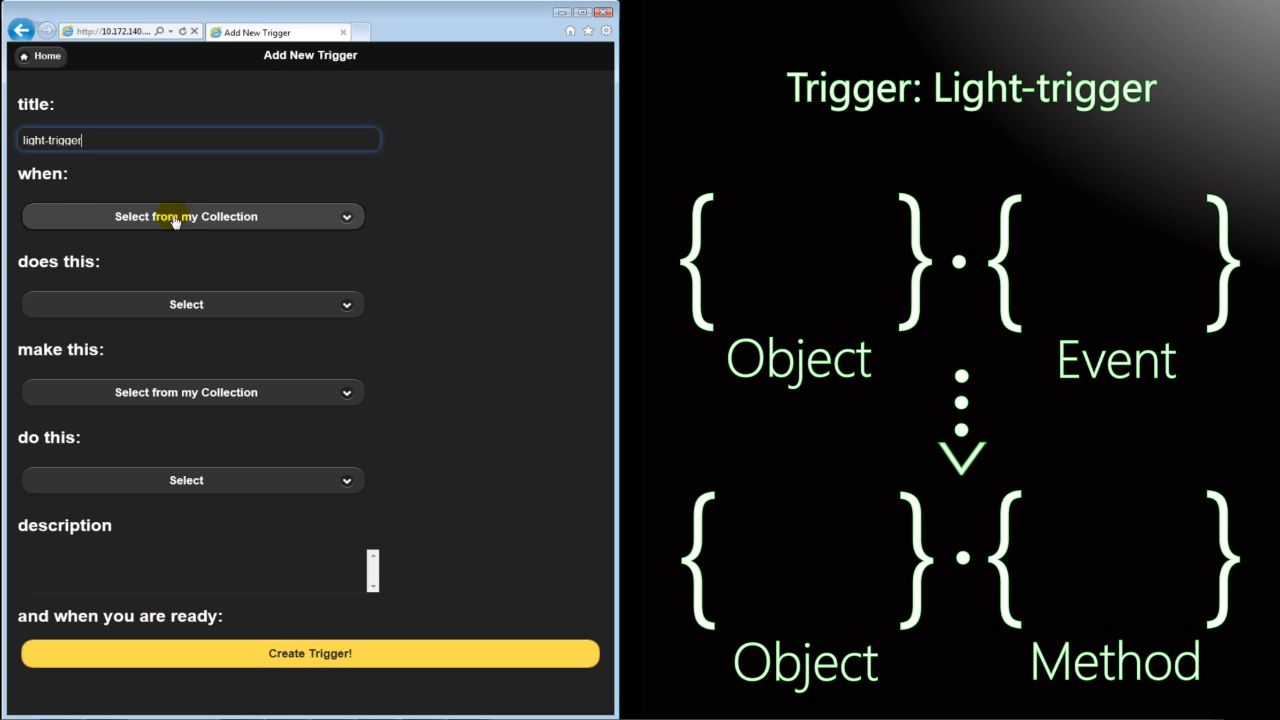 http://10.172.140....
Add New Trigger
Home
Add New Trigger
title:
light-trigger
when:
Select from my Collection
does this:
Select
make this:
Select from my Collection
do this:
Select
description
and when you are ready:
Create Trigger!
Trigger: Light-trigger
{ } · { }
Object
Event
{ } · { }
Object
Method